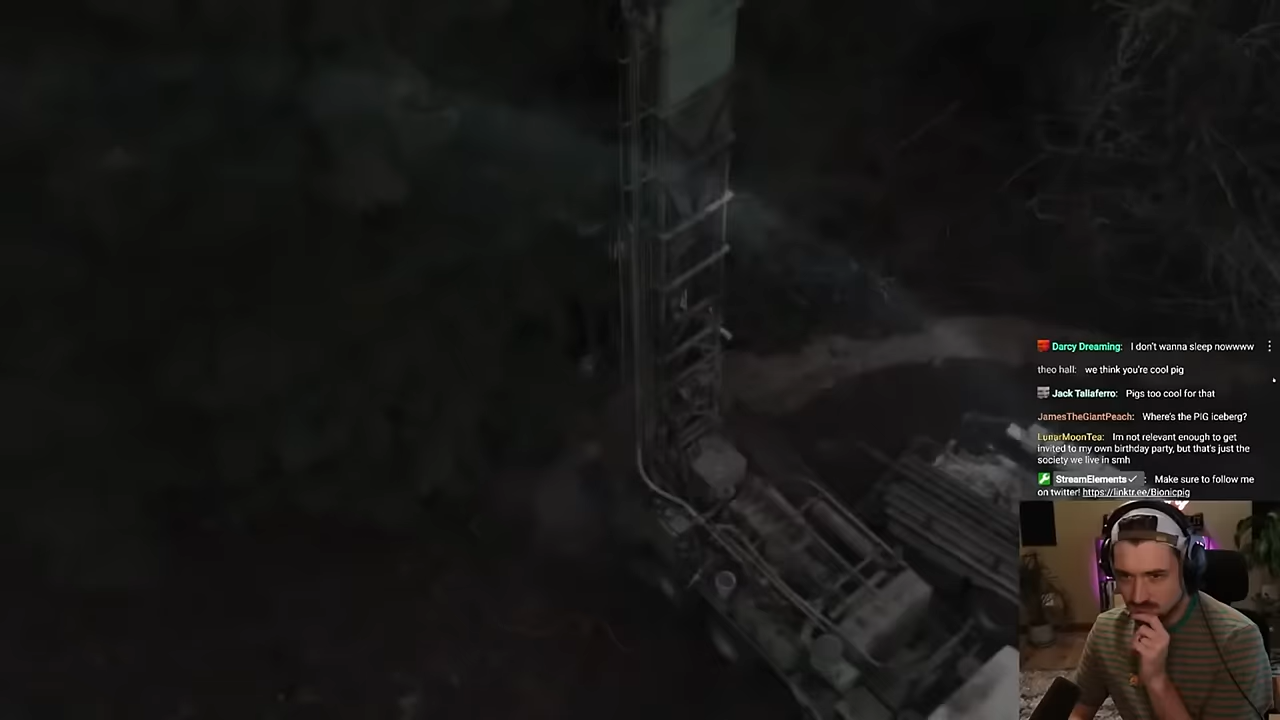 Darcy Dreaming: I don't wanna sleep nowwww
theo hall: we think you're cool pig
Jack Tallaferro: Pigs too cool for that
JamesTheGiantPeach: Where's the PIG iceberg?
LunarMoonTea: Im not relevant enough to get
invited to my own birthday party, but that's just the
society we live in smh
StreamElements✓ : Make sure to follow me
on twitter! https://linktr.ee/Bionicpig